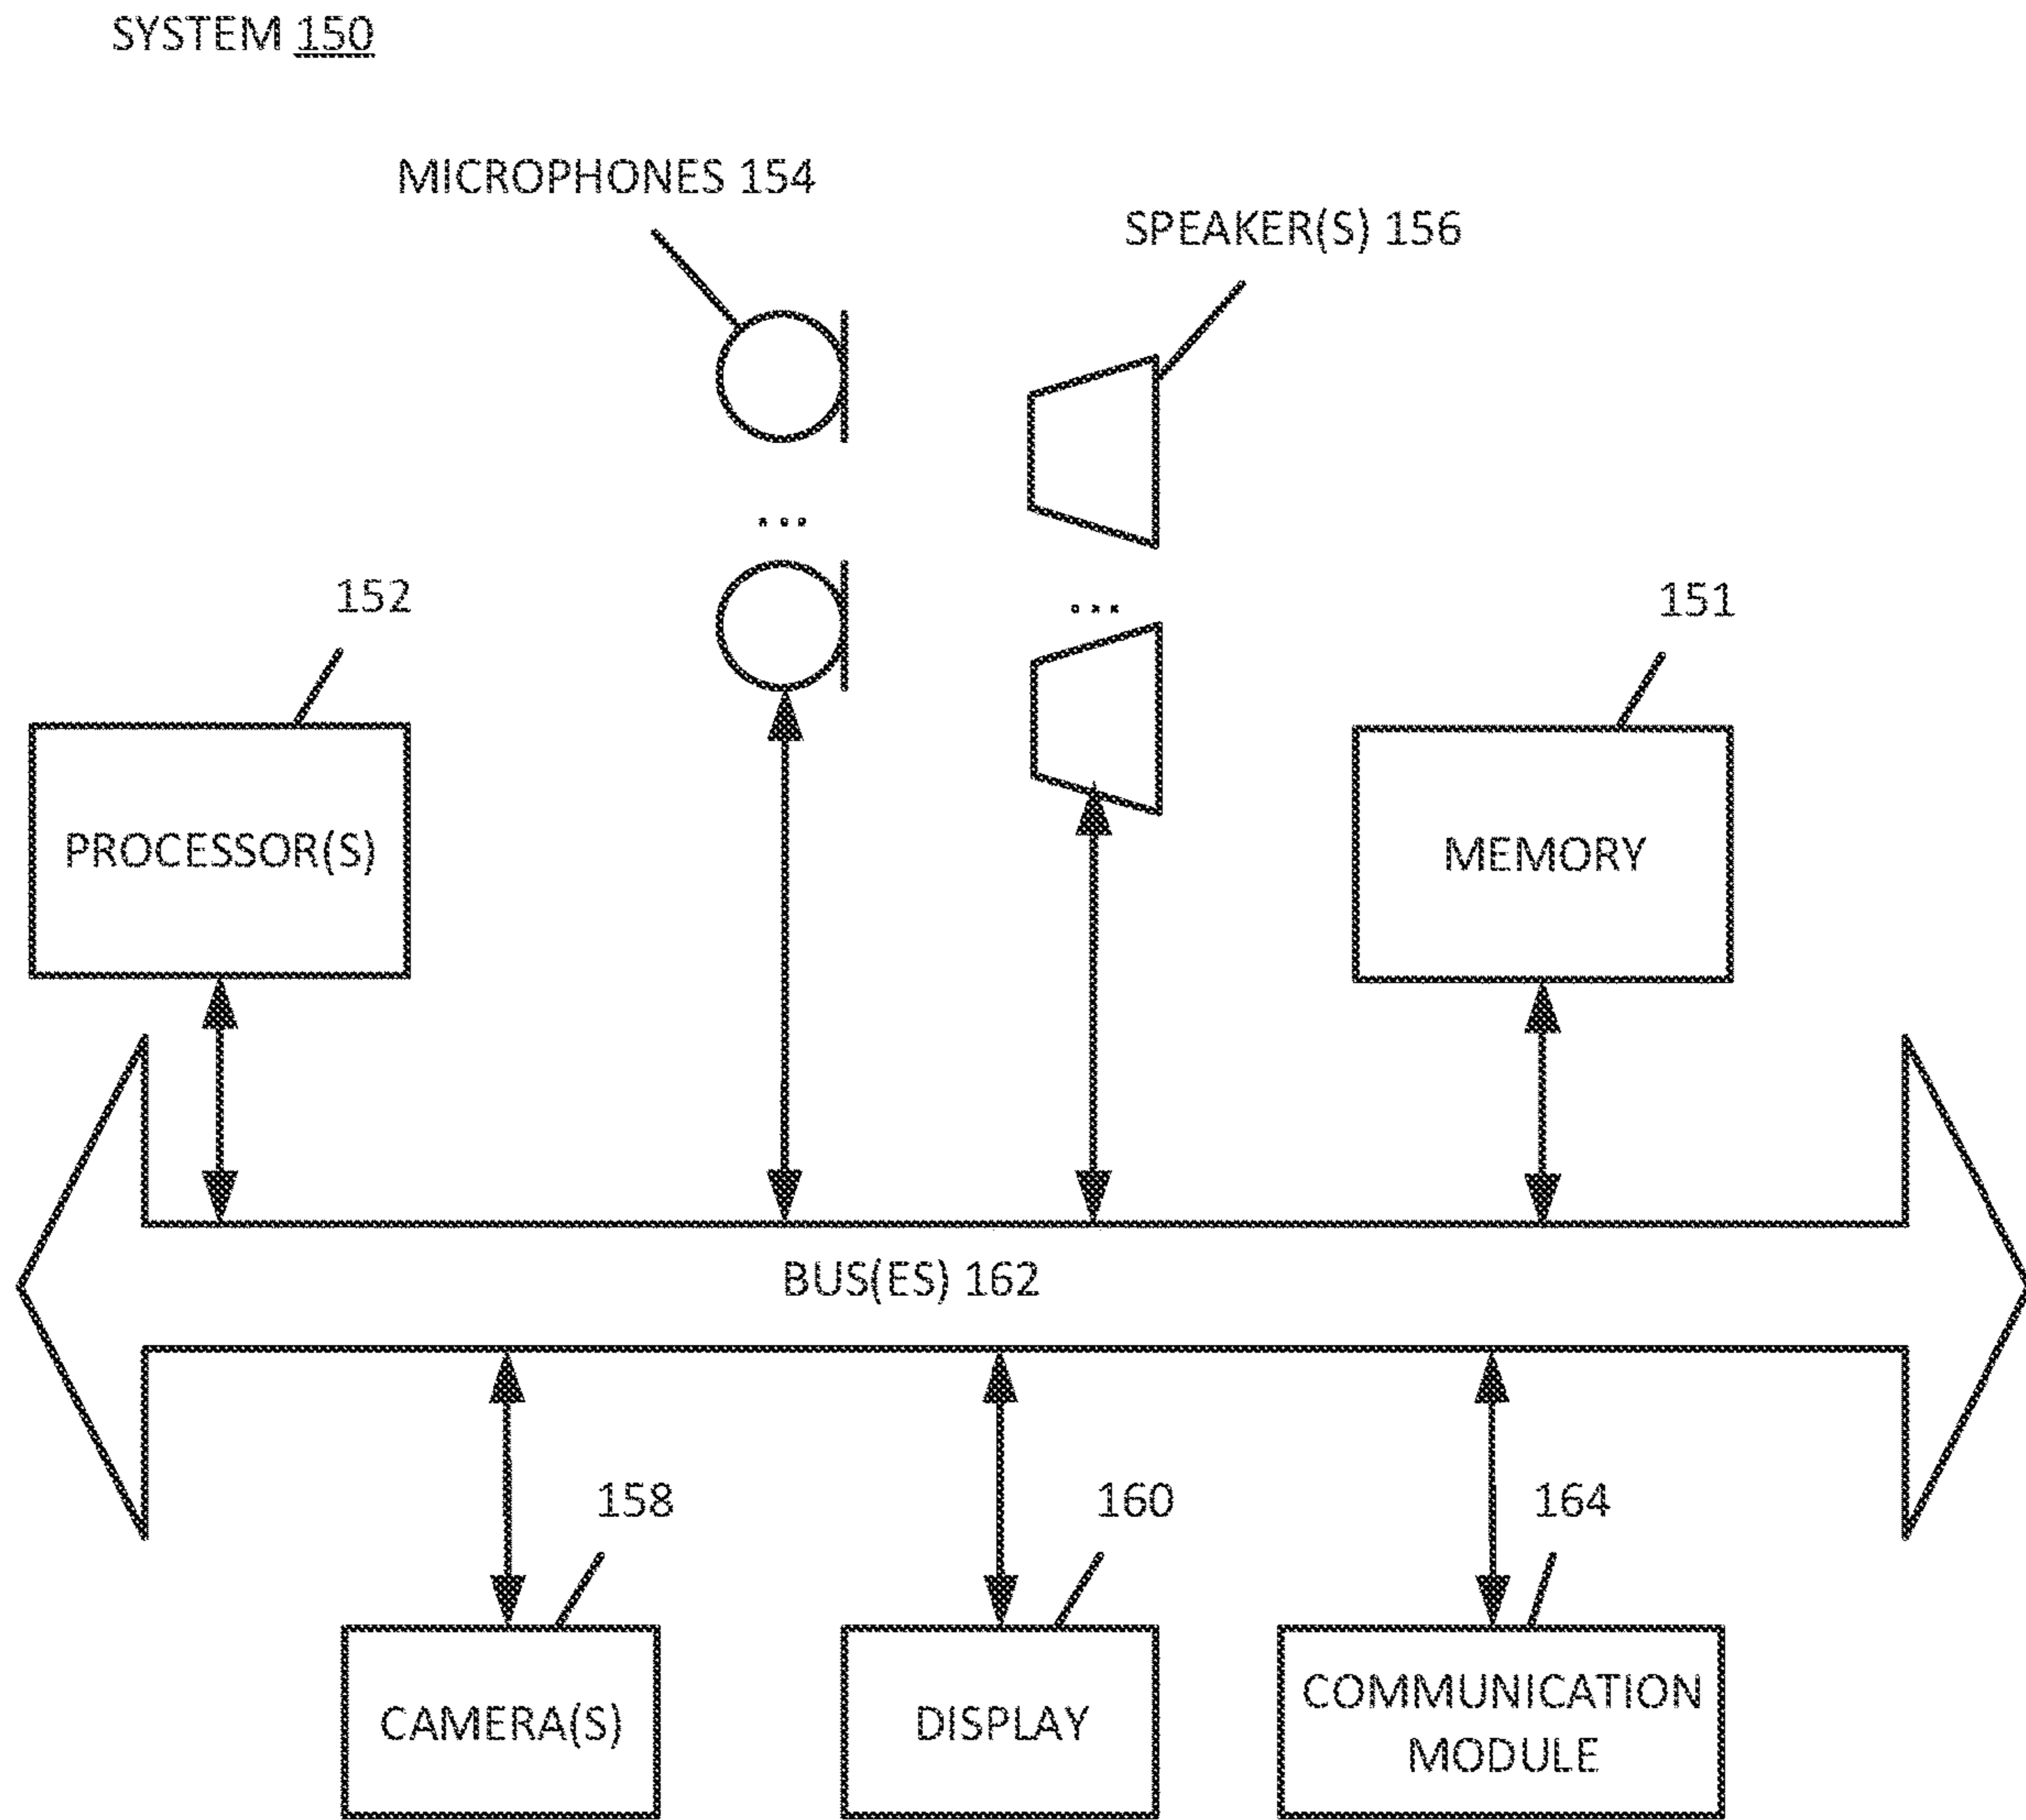 SYSTEM 150
MICROPHONES 154
SPEAKER(S) 156
152
151
PROCESSOR(S)
MEMORY
BUS(ES) 162
158
160
164
CAMERA(S)
DISPLAY
COMMUNICATION
MODULE